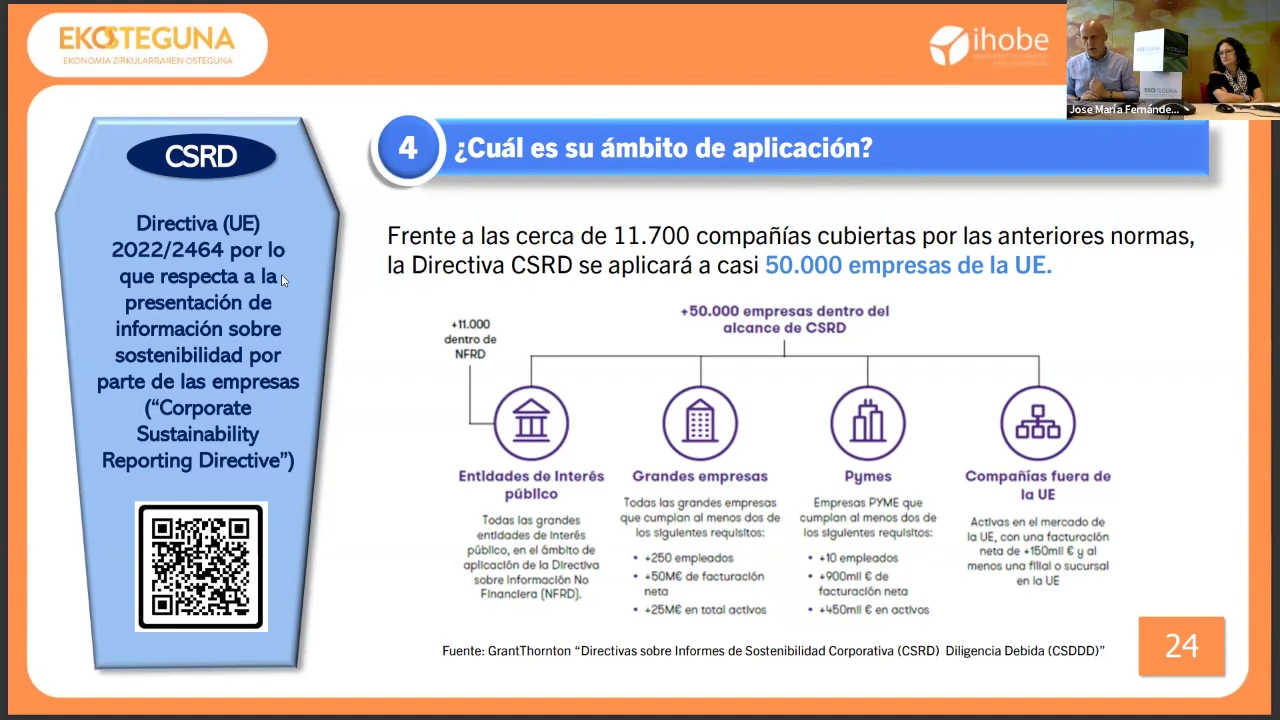 EKOSTEGUNA
EKONOMIA ZIRKULARRAREN OSTEGUNA
ihobe
EKOSTEGUNA
Jose María Fernánde...
CSRD
Directiva (UE)
2022/2464 por lo
que respecta a la
presentación de
información sobre
sostenibilidad por
parte de las empresas
(“Corporate
Sustainability
Reporting Directive”)
4
¿Cuál es su ámbito de aplicación?
Frente a las cerca de 11.700 compañías cubiertas por las anteriores normas,
la Directiva CSRD se aplicará a casi 50.000 empresas de la UE.
+50.000 empresas dentro del
alcance de CSRD
+11.000
dentro de
NFRD
Entidades de Interés
público
Todas las grandes
entidades de Interés
público, en el ámbito de
aplicación de la Directiva
sobre Información No
Financiera (NFRD).
Grandes empresas
Todas las grandes empresas
que cumplan al menos dos de
los siguientes requisitos:
• +250 empleados
• +50M€ de facturación
neta
• +25M€ en total activos
Pymes
Empresas PYME que
cumplan al menos dos de
los siguientes requisitos:
• +10 empleados
• +900mil € de
facturación neta
• +450mil € en activos
Compañías fuera de
la UE
Activas en el mercado de
la UE, con una facturación
neta de +150mil € y al
menos una filial o sucursal
en la UE
Fuente: GrantThornton “Directivas sobre Informes de Sostenibilidad Corporativa (CSRD) Diligencia Debida (CSDDD)”
24